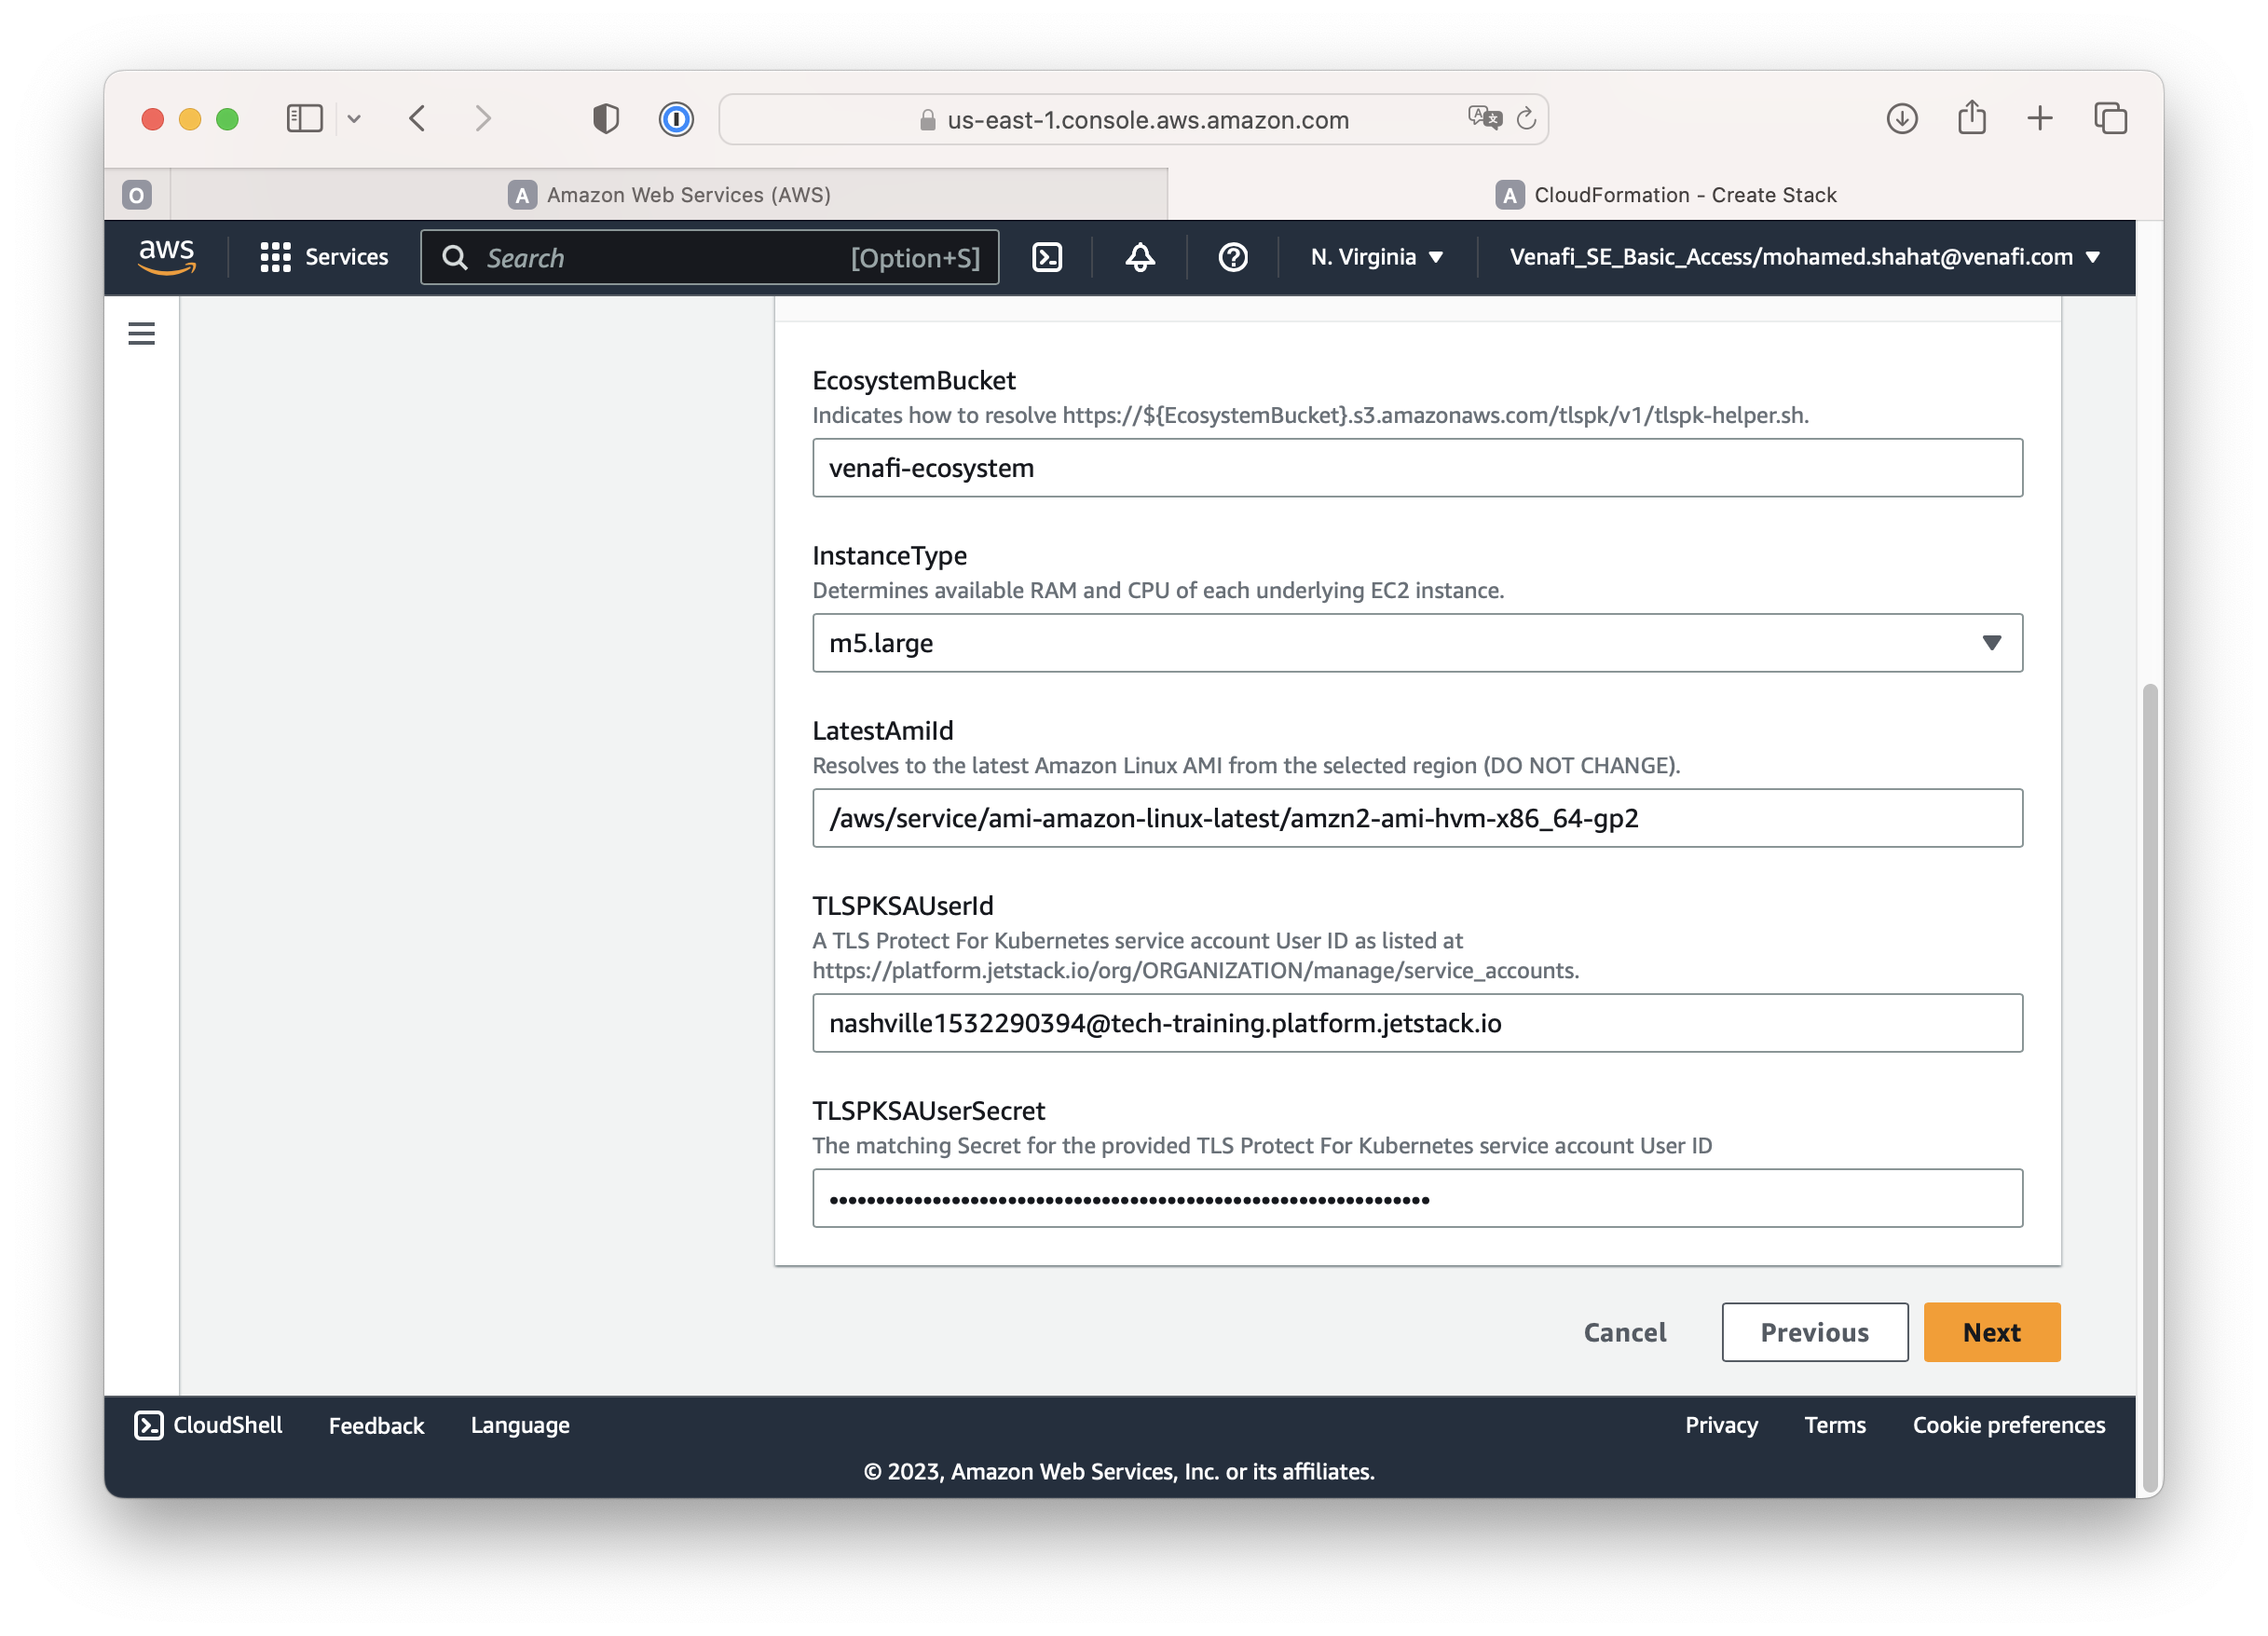 us-east-1.console.aws.amazon.com
O
A Amazon Web Services (AWS)
A CloudFormation - Create Stack
aws
Services
Search
[Option+S]
N. Virginia
Venafi_SE_Basic_Access/mohamed.shahat@venafi.com
EcosystemBucket
Indicates how to resolve https://${EcosystemBucket}.s3.amazonaws.com/tlspk/v1/tlspk-helper.sh.
venafi-ecosystem
InstanceType
Determines available RAM and CPU of each underlying EC2 instance.
m5.large
LatestAmiId
Resolves to the latest Amazon Linux AMI from the selected region (DO NOT CHANGE).
/aws/service/ami-amazon-linux-latest/amzn2-ami-hvm-x86_64-gp2
TLSPKSAUserId
A TLS Protect For Kubernetes service account User ID as listed at
https://platform.jetstack.io/org/ORGANIZATION/manage/service_accounts.
nashville1532290394@tech-training.platform.jetstack.io
TLSPKSAUserSecret
The matching Secret for the provided TLS Protect For Kubernetes service account User ID
••••••••••••••••••••••••••••••••••••••••••••••••••••••••••••••••
Cancel
Previous
Next
CloudShell
Feedback
Language
Privacy
Terms
Cookie preferences
© 2023, Amazon Web Services, Inc. or its affiliates.